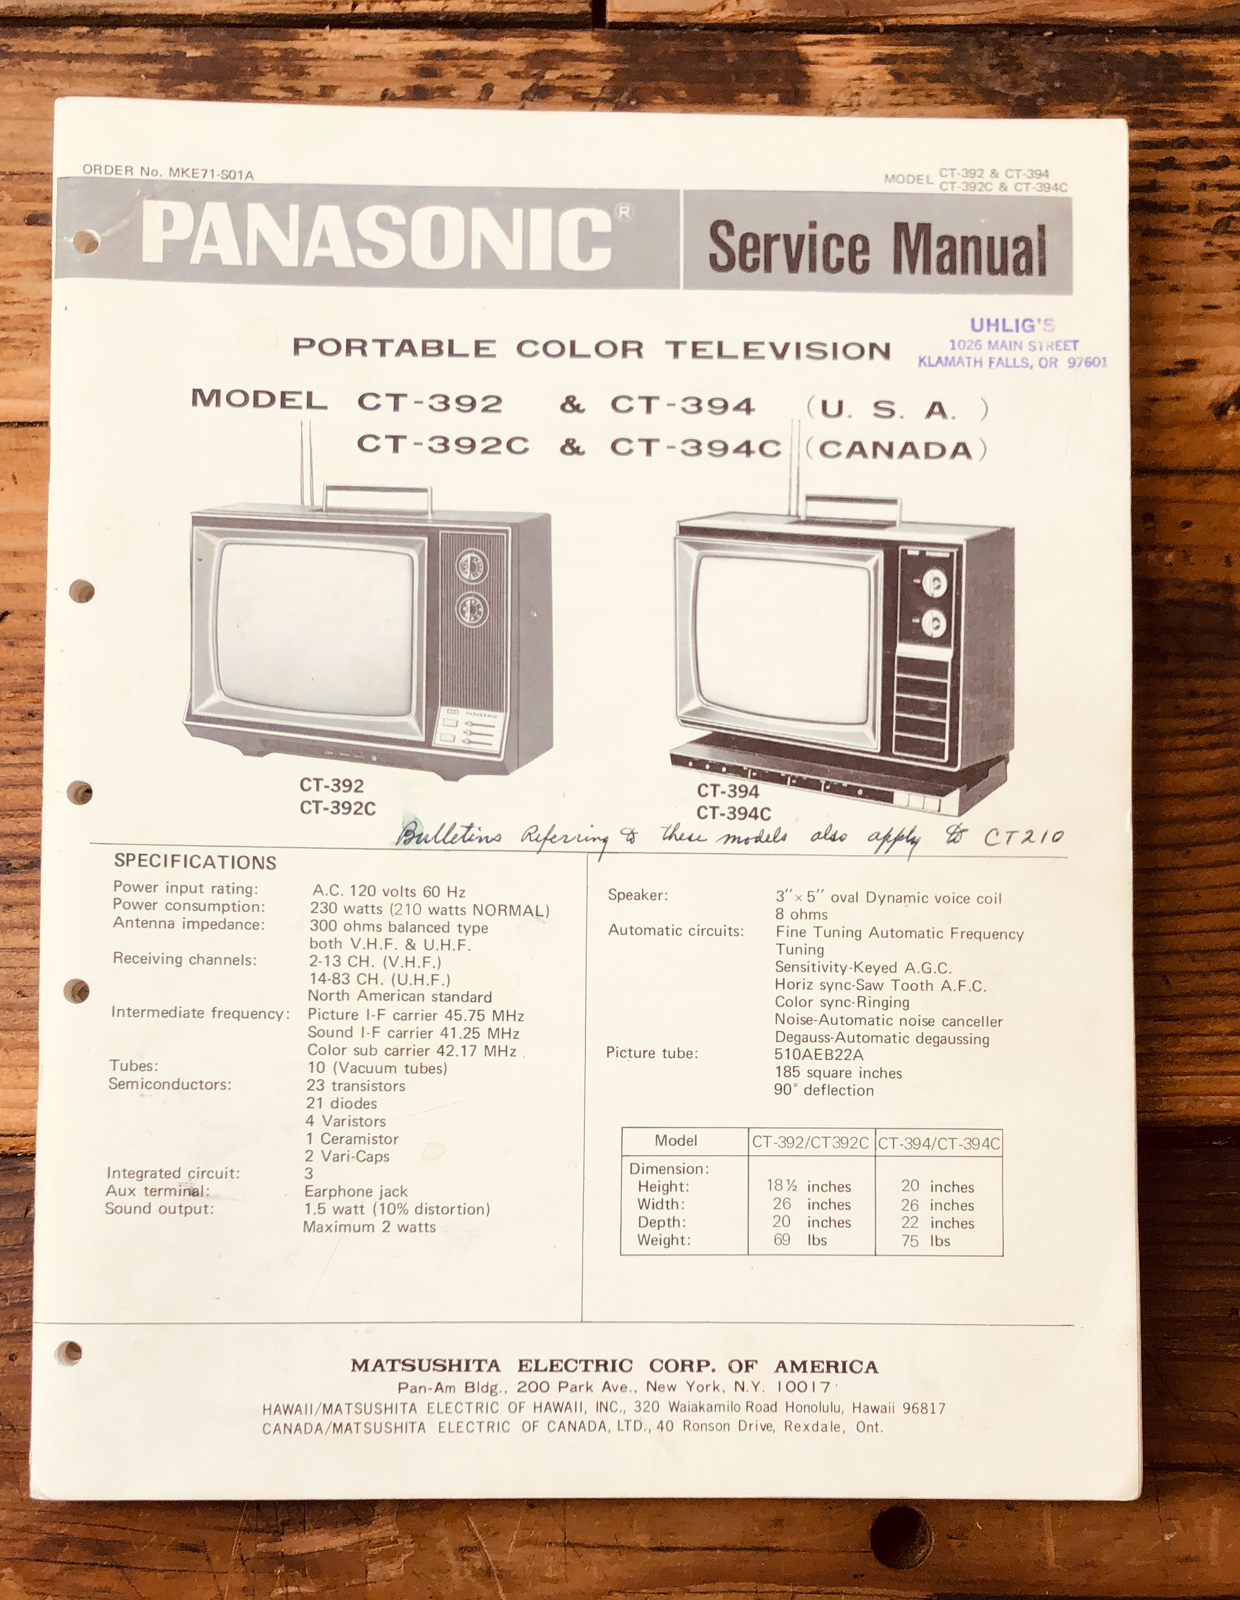 ORDER No. MKE71-S01A
MODEL CT-392 & CT-394
CT-392C & CT-394C
PANASONIC®
Service Manual
UHLIG'S
1026 MAIN STREET
KLAMATH FALLS, OR 97601
PORTABLE COLOR TELEVISION
MODEL CT-392 & CT-394 (U. S. A. )
CT-392C & CT-394C (CANADA)
PANASONIC
CT-392
CT-392C
CT-394
CT-394C
Bulletins Referring to these models also apply to CT210
SPECIFICATIONS
Power input rating: A.C. 120 volts 60 Hz
Power consumption: 230 watts (210 watts NORMAL)
Antenna impedance: 300 ohms balanced type
both V.H.F. & U.H.F.
Receiving channels: 2-13 CH. (V.H.F.)
14-83 CH. (U.H.F.)
North American standard
Intermediate frequency: Picture I-F carrier 45.75 MHz
Sound I-F carrier 41.25 MHz
Color sub carrier 42.17 MHz
Tubes: 10 (Vacuum tubes)
Semiconductors: 23 transistors
21 diodes
4 Varistors
1 Ceramistor
2 Vari-Caps
Integrated circuit: 3
Aux terminal: Earphone jack
Sound output: 1.5 watt (10% distortion)
Maximum 2 watts
Speaker: 3" x 5" oval Dynamic voice coil
8 ohms
Automatic circuits: Fine Tuning Automatic Frequency
Tuning
Sensitivity-Keyed A.G.C.
Horiz sync-Saw Tooth A.F.C.
Color sync-Ringing
Noise-Automatic noise canceller
Degauss-Automatic degaussing
Picture tube: 510AEB22A
185 square inches
90° deflection
Model CT-392/CT392C CT-394/CT-394C
Dimension:
Height: 18 ½ inches 20 inches
Width: 26 inches 26 inches
Depth: 20 inches 22 inches
Weight: 69 lbs 75 lbs
MATSUSHITA ELECTRIC CORP. OF AMERICA
Pan-Am Bldg., 200 Park Ave., New York, N.Y. 10017
HAWAII/MATSUSHITA ELECTRIC OF HAWAII, INC., 320 Waiakamilo Road Honolulu, Hawaii 96817
CANADA/MATSUSHITA ELECTRIC OF CANADA, LTD., 40 Ronson Drive, Rexdale, Ont.